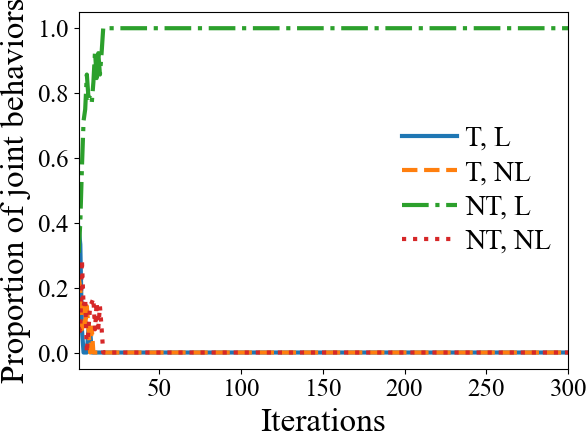 Proportion of joint behaviors
1.0
0.8
0.6
0.4
0.2
0.0
T, L
T, NL
NT, L
NT, NL
50 100 150 200 250 300
Iterations